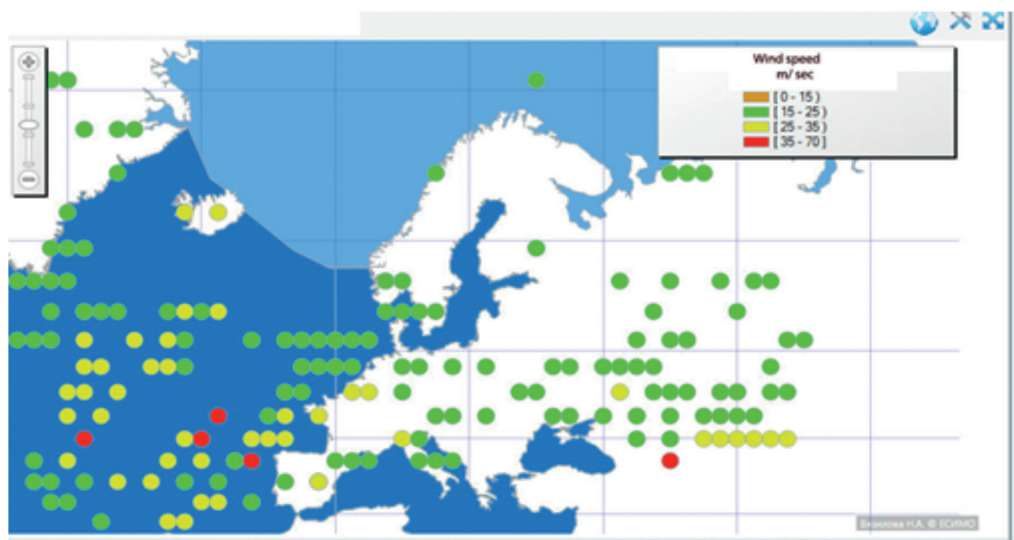 Wind speed
m/ sec
[ 0 - 15 )
[ 15 - 25 )
[ 25 - 35 )
[ 35 - 70 ]
Вязилова Н.А. © ЕСИМО